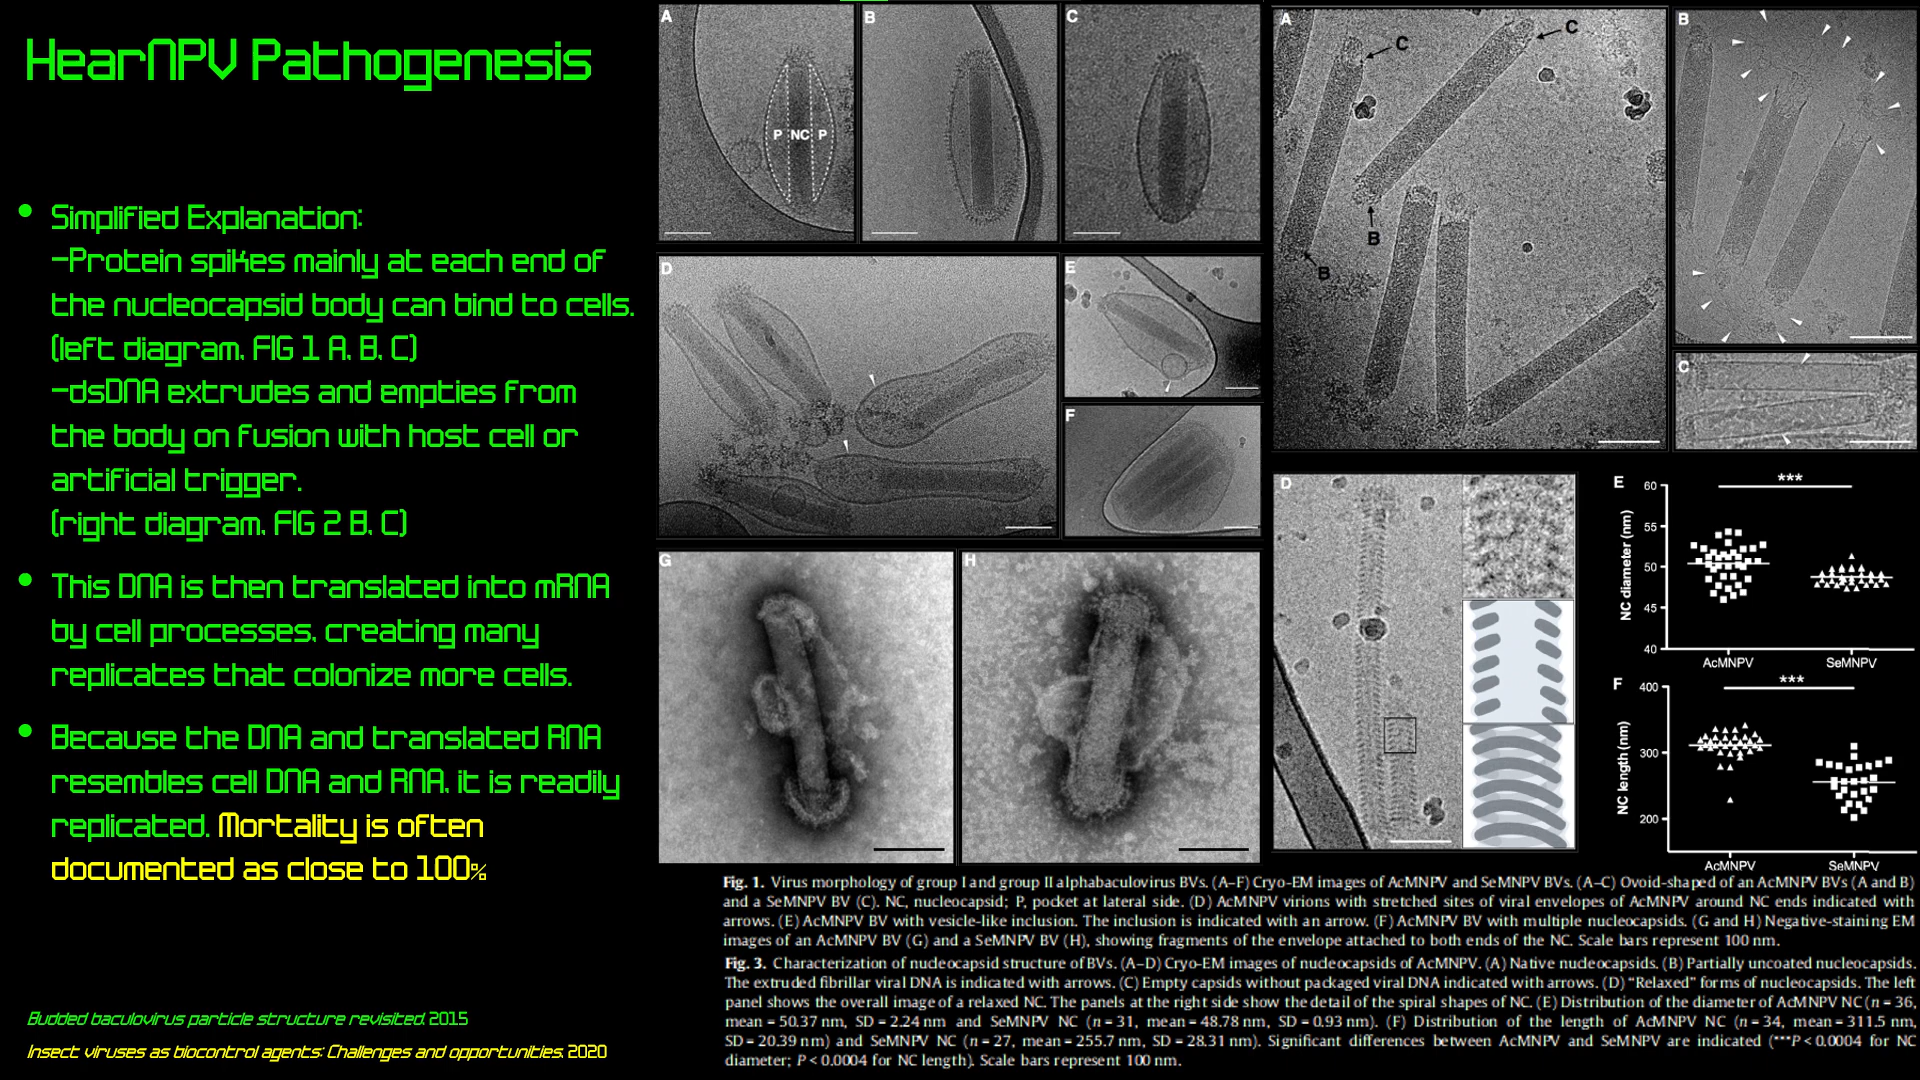 HearNPV Pathogenesis
• Simplified Explanation:
-Protein spikes mainly at each end of
the nucleocapsid body can bind to cells.
(left diagram, FIG 1 A, B, C)
-dsDNA extrudes and empties from
the body on fusion with host cell or
artificial trigger.
(right diagram, FIG 2 B, C)
• This DNA is then translated into mRNA
by cell processes, creating many
replicates that colonize more cells.
• Because the DNA and translated RNA
resembles cell DNA and RNA, it is readily
replicated. Mortality is often
documented as close to 100%
Budded baculovirus particle structure revisited, 2015
Insect viruses as biocontrol agents: Challenges and opportunities, 2020
A
P NC P
B
C
D
E
F
G
H
A
C
C
B
B
B
C
D
E
***
60
55
50
45
40
NC diameter (nm)
AcMNPV SeMNPV
F
***
400
300
200
NC length (nm)
AcMNPV SeMNPV
Fig. 1. Virus morphology of group I and group II alphabaculovirus BVs. (A–F) Cryo-EM images of AcMNPV and SeMNPV BVs. (A–C) Ovoid-shaped of an AcMNPV BVs (A and B)
and a SeMNPV BV (C). NC, nucleocapsid; P, pocket at lateral side. (D) AcMNPV virions with stretched sites of viral envelopes of AcMNPV around NC ends indicated with
arrows. (E) AcMNPV BV with vesicle-like inclusion. The inclusion is indicated with an arrow. (F) AcMNPV BV with multiple nucleocapsids. (G and H) Negative-staining EM
images of an AcMNPV BV (G) and a SeMNPV BV (H), showing fragments of the envelope attached to both ends of the NC. Scale bars represent 100 nm.
Fig. 3. Characterization of nucleocapsid structure of BVs. (A–D) Cryo-EM images of nucleocapsids of AcMNPV. (A) Native nucleocapsids. (B) Partially uncoated nucleocapsids.
The extruded fibrillar viral DNA is indicated with arrows. (C) Empty capsids without packaged viral DNA indicated with arrows. (D) “Relaxed” forms of nucleocapsids. The left
panel shows the overall image of a relaxed NC. The panels at the right side show the detail of the spiral shapes of NC. (E) Distribution of the diameter of AcMNPV NC (n = 36,
mean = 50.37 nm, SD = 2.24 nm and SeMNPV NC (n = 31, mean = 48.78 nm, SD = 0.93 nm). (F) Distribution of the length of AcMNPV NC (n = 34, mean = 311.5 nm,
SD = 20.39 nm) and SeMNPV NC (n = 27, mean = 255.7 nm, SD = 28.31 nm). Significant differences between AcMNPV and SeMNPV are indicated (***P < 0.0004 for NC
diameter; P < 0.0004 for NC length). Scale bars represent 100 nm.